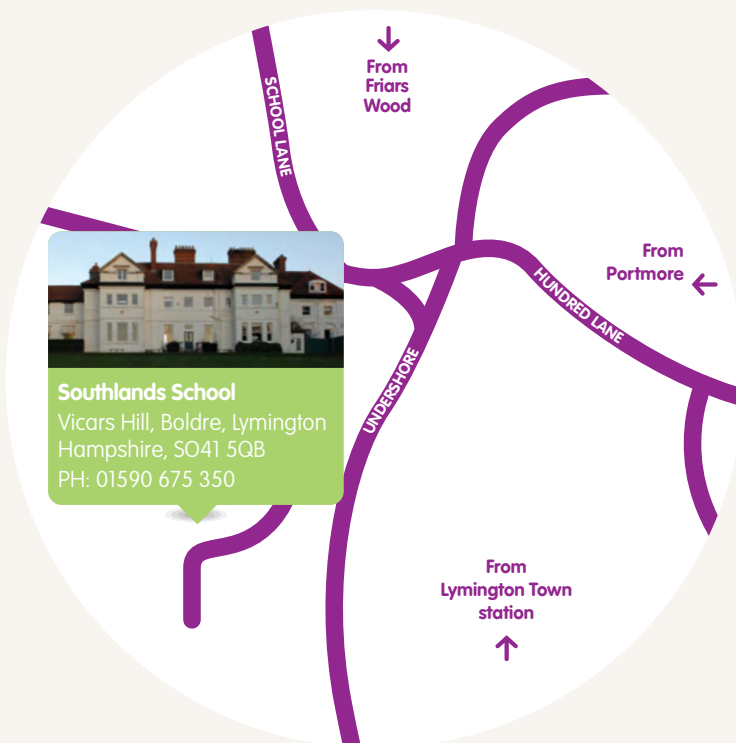 From
Friars
Wood
SCHOOL LANE
From
Portmore
HUNDRED LANE
UNDERSHORE
Southlands School
Vicars Hill, Boldre, Lymington
Hampshire, SO41 5QB
PH: 01590 675 350
From
Lymington Town
station